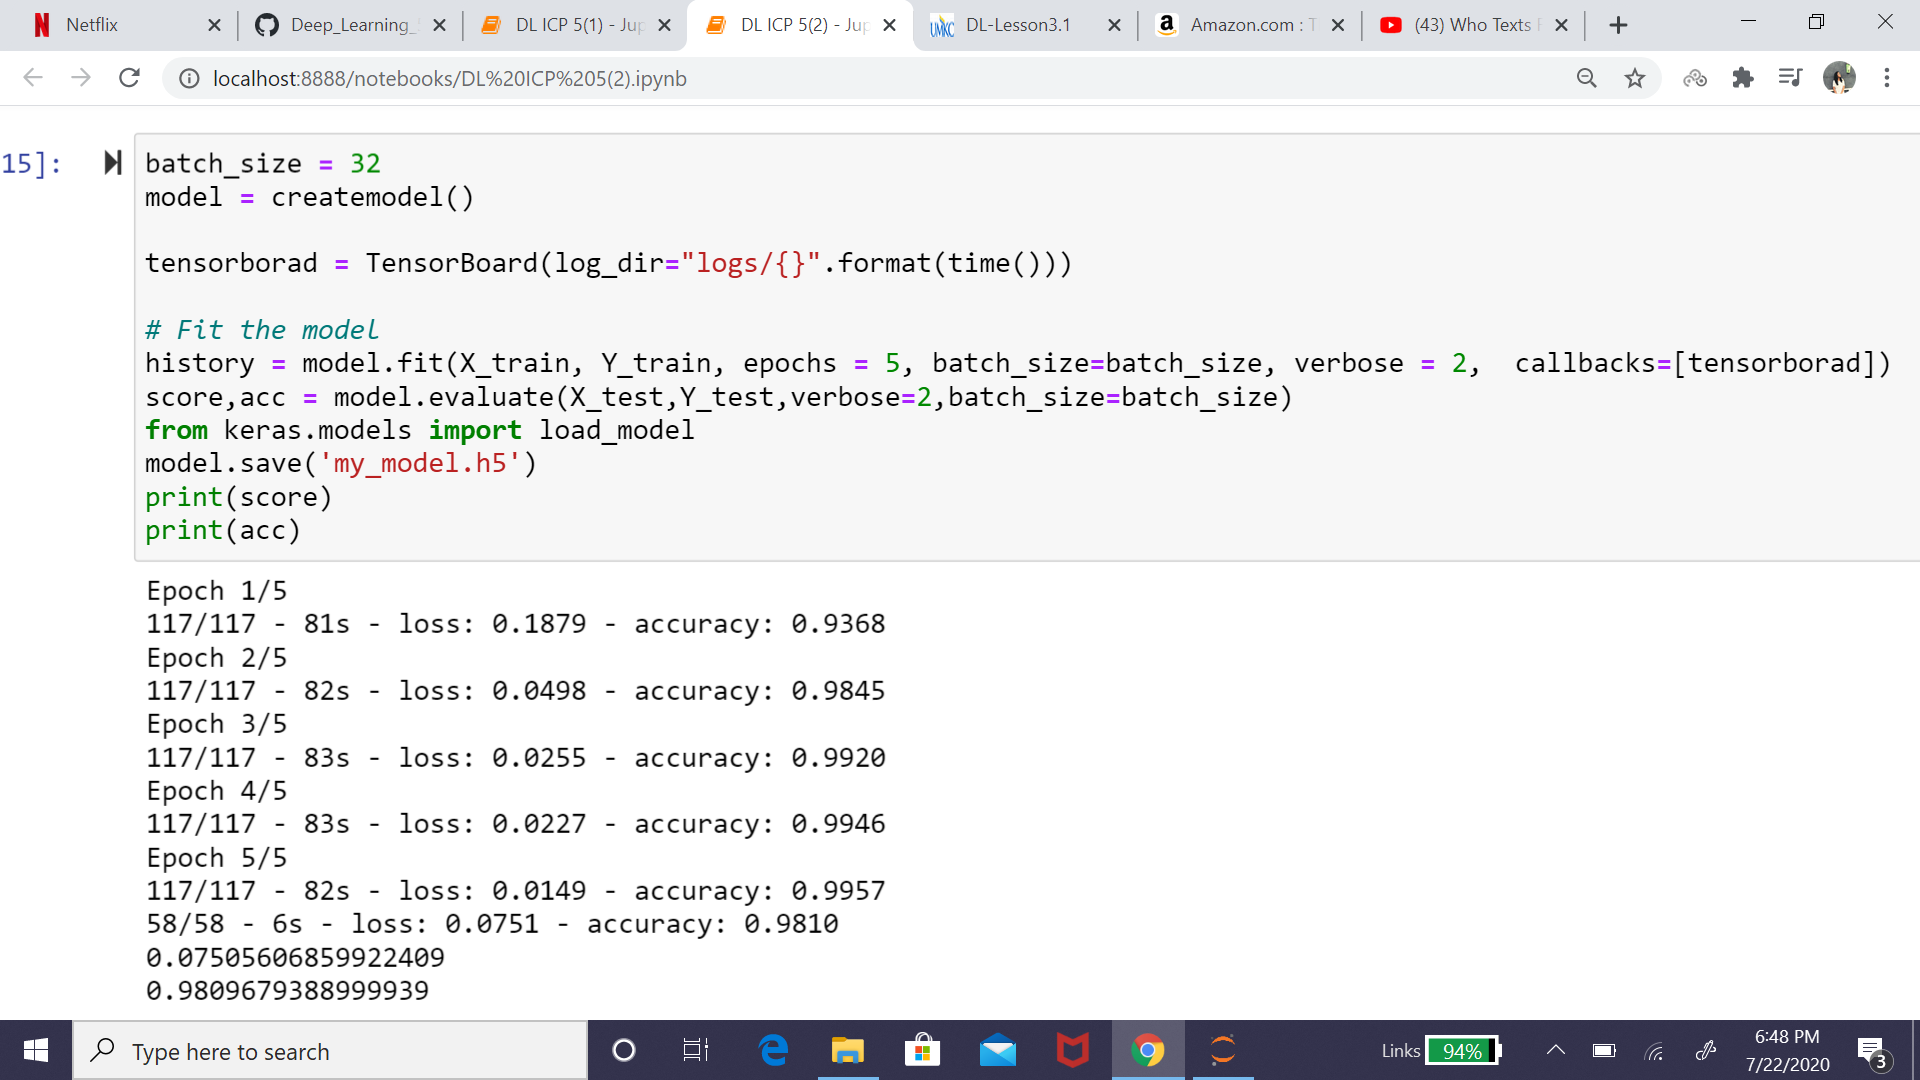 Netflix
Deep_Learning_
DL ICP 5(1) - Jup
DL ICP 5(2) - Jup
UMKC DL-Lesson3.1
a Amazon.com : T
(43) Who Texts F
localhost:8888/notebooks/DL%20ICP%205(2).ipynb
15]:
batch_size = 32
model = createmodel()
tensorborad = TensorBoard(log_dir="logs/{}".format(time()))
# Fit the model
history = model.fit(X_train, Y_train, epochs = 5, batch_size=batch_size, verbose = 2,  callbacks=[tensorborad])
score,acc = model.evaluate(X_test,Y_test,verbose=2,batch_size=batch_size)
from keras.models import load_model
model.save('my_model.h5')
print(score)
print(acc)
Epoch 1/5
117/117 - 81s - loss: 0.1879 - accuracy: 0.9368
Epoch 2/5
117/117 - 82s - loss: 0.0498 - accuracy: 0.9845
Epoch 3/5
117/117 - 83s - loss: 0.0255 - accuracy: 0.9920
Epoch 4/5
117/117 - 83s - loss: 0.0227 - accuracy: 0.9946
Epoch 5/5
117/117 - 82s - loss: 0.0149 - accuracy: 0.9957
58/58 - 6s - loss: 0.0751 - accuracy: 0.9810
0.07505606859922409
0.9809679388999939
Type here to search
Links 94%
6:48 PM
7/22/2020
3